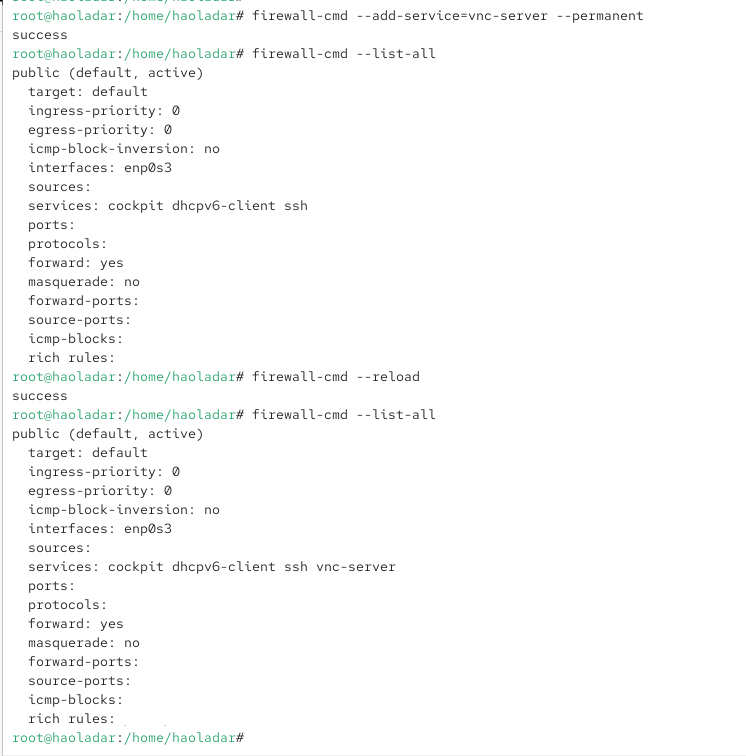 root@haoladar:/home/haoladar# firewall-cmd --add-service=vnc-server --permanent
success
root@haoladar:/home/haoladar# firewall-cmd --list-all
public (default, active)
  target: default
  ingress-priority: 0
  egress-priority: 0
  icmp-block-inversion: no
  interfaces: enp0s3
  sources:
  services: cockpit dhcpv6-client ssh
  ports:
  protocols:
  forward: yes
  masquerade: no
  forward-ports:
  source-ports:
  icmp-blocks:
  rich rules:
root@haoladar:/home/haoladar# firewall-cmd --reload
success
root@haoladar:/home/haoladar# firewall-cmd --list-all
public (default, active)
  target: default
  ingress-priority: 0
  egress-priority: 0
  icmp-block-inversion: no
  interfaces: enp0s3
  sources:
  services: cockpit dhcpv6-client ssh vnc-server
  ports:
  protocols:
  forward: yes
  masquerade: no
  forward-ports:
  source-ports:
  icmp-blocks:
  rich rules:
root@haoladar:/home/haoladar#